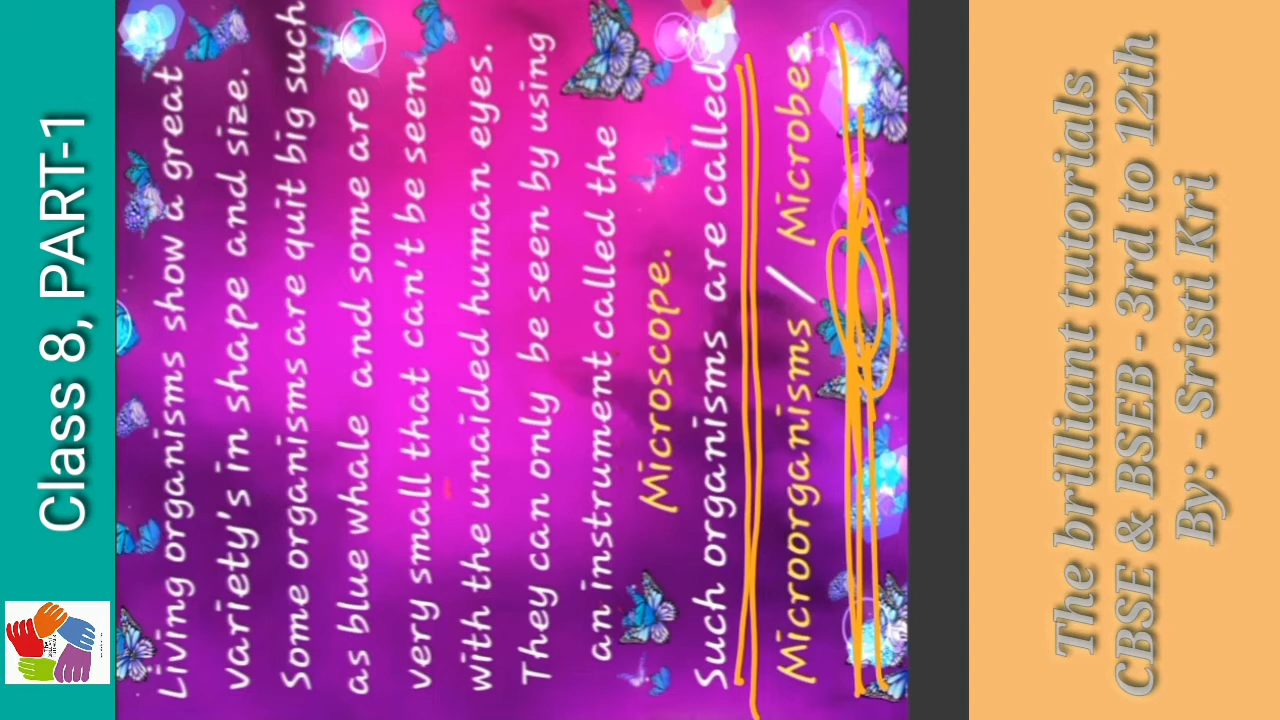 Class 8, PART-1
Living organisms show a great
variety's in shape and size.
Some organisms are quit big such
as blue whale and some are
very small that can't be seen
with the unaided human eyes.
They can only be seen by using
an instrument called the
Microscope.
Such organisms are called
Microorganisms / Microbes.
The brilliant tutorials
CBSE & BSEB - 3rd to 12th
By: - Sristi Kri